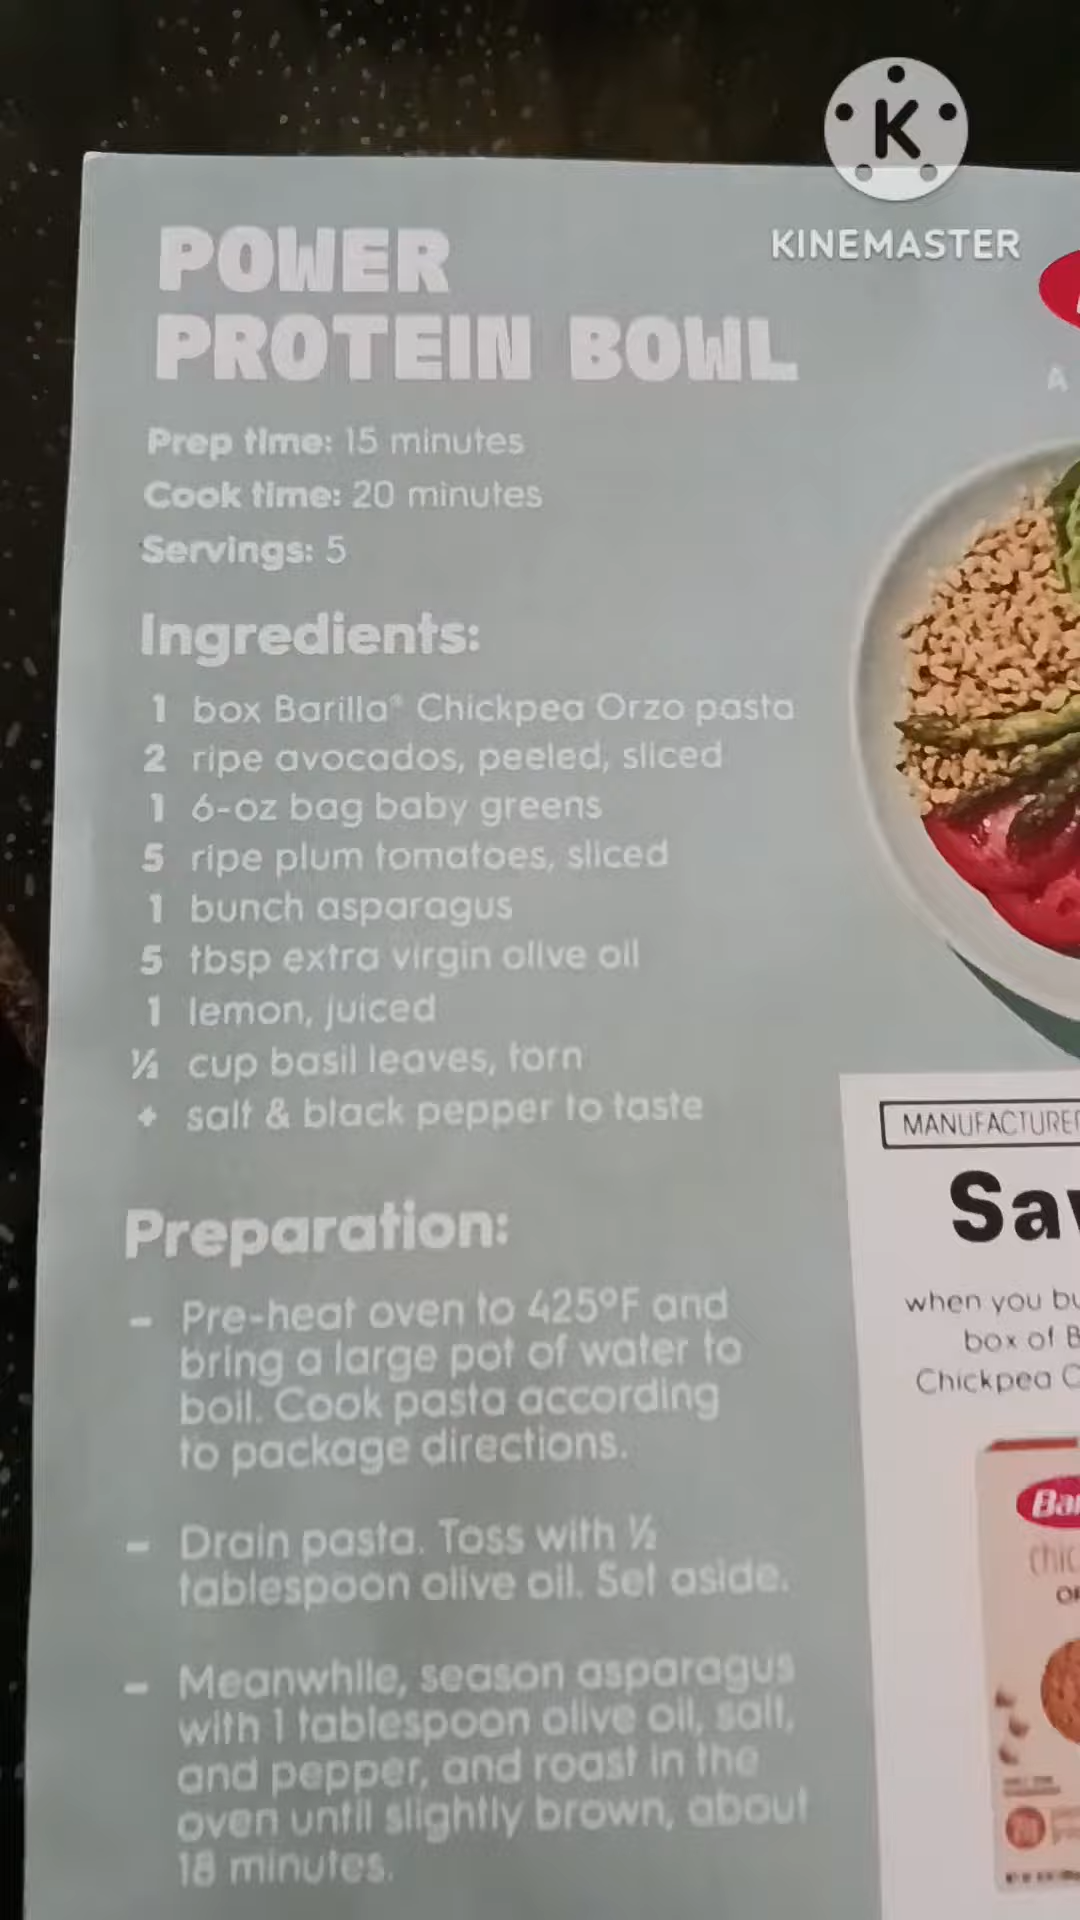 K
KINEMASTER
POWER
PROTEIN BOWL
A
Prep time: 15 minutes
Cook time: 20 minutes
Servings: 5
Ingredients:
1 box Barilla® Chickpea Orzo pasta
2 ripe avocados, peeled, sliced
1 6-oz bag baby greens
5 ripe plum tomatoes, sliced
1 bunch asparagus
5 tbsp extra virgin olive oil
1 lemon, juiced
½ cup basil leaves, torn
+ salt & black pepper to taste
Preparation:
- Pre-heat oven to 425°F and
bring a large pot of water to
boil. Cook pasta according
to package directions.
- Drain pasta. Toss with ½
tablespoon olive oil. Set aside.
- Meanwhile, season asparagus
with 1 tablespoon olive oil, salt,
and pepper, and roast in the
oven until slightly brown, about
18 minutes.
MANUFACTURER
Sav
when you bu
box of B
Chickpea O
Bar
chic
OR